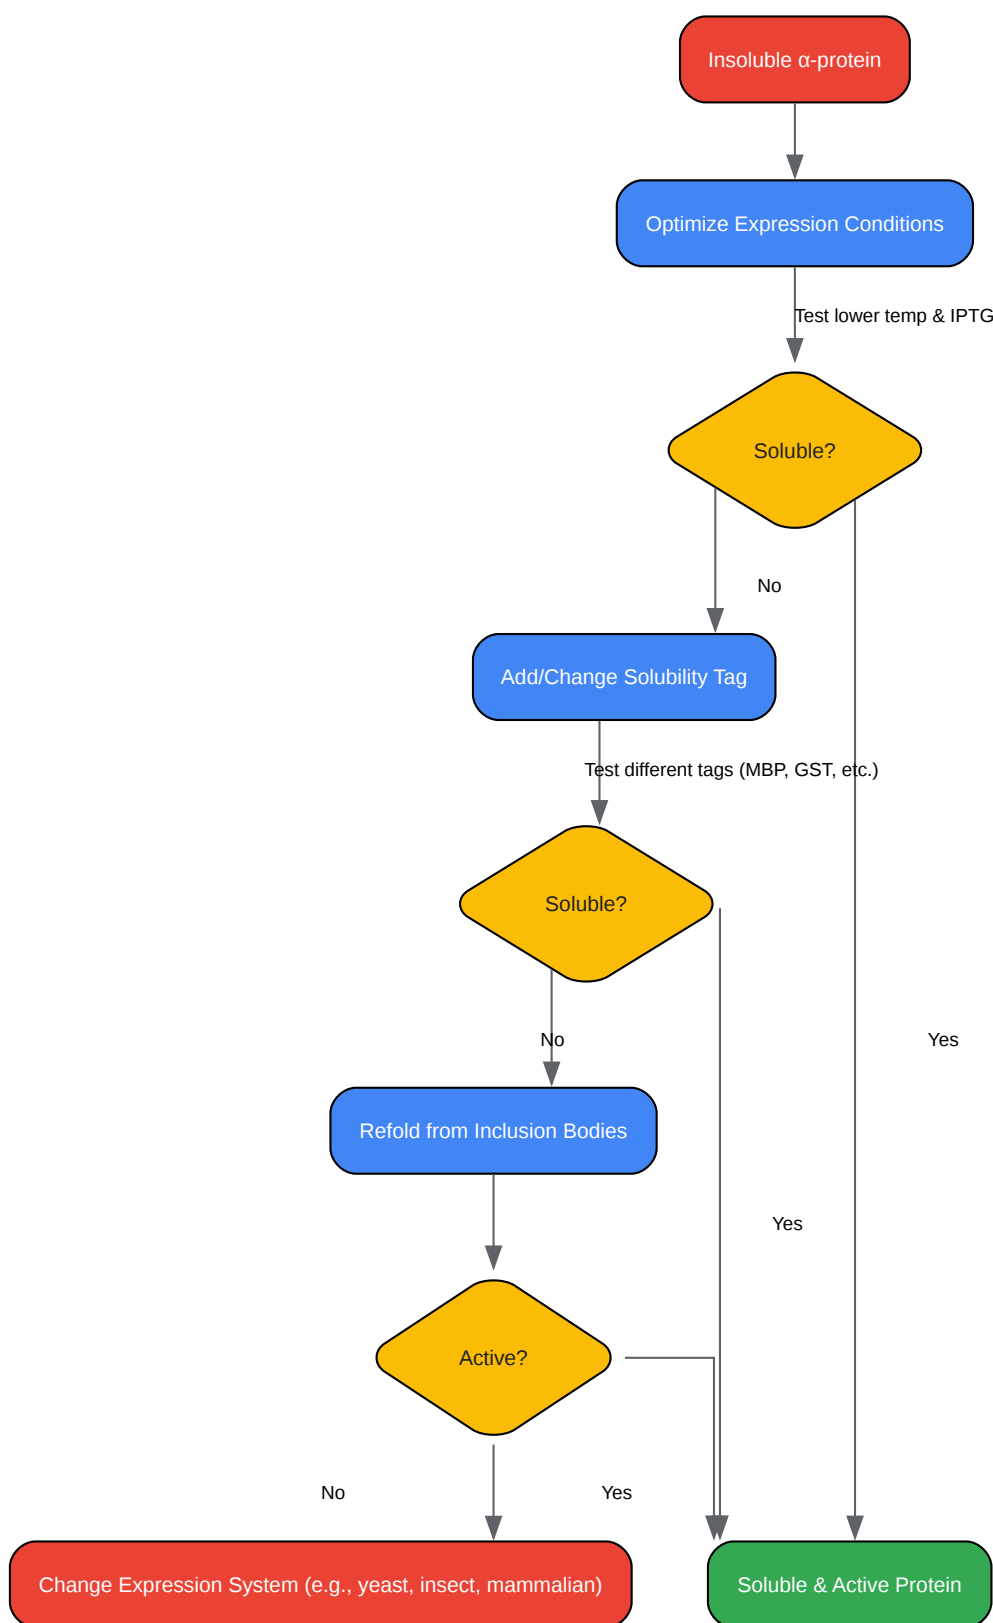 Insoluble α-protein
Optimize Expression Conditions
Test lower temp & IPTG
Soluble?
No
Add/Change Solubility Tag
Test different tags (MBP, GST, etc.)
Soluble?
No
Yes
Refold from Inclusion Bodies
Yes
Active?
No
Yes
Change Expression System (e.g., yeast, insect, mammalian)
Soluble & Active Protein